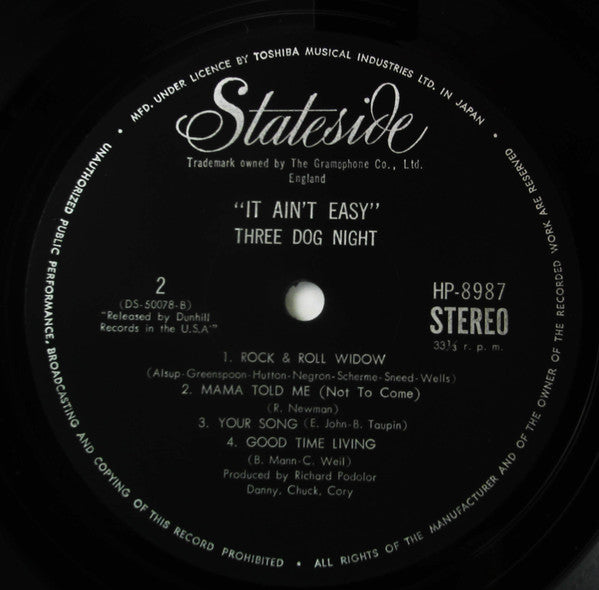 • MFD. UNDER LICENCE BY TOSHIBA MUSICAL INDUSTRIES LTD. IN JAPAN •
Stateside
Trademark owned by The Gramophone Co., Ltd.
England
"IT AIN'T EASY"
THREE DOG NIGHT
2
(DS-50078-B)
"Released by Dunhill
Records in the U.S.A"
HP-8987
STEREO
33⅓ r. p. m.
1. ROCK & ROLL WIDOW
(Alsup-Greenspoon-Hutton-Negron-Scherme-Sneed-Wells)
2. MAMA TOLD ME (Not To Come)
(R. Newman)
3. YOUR SONG (E. John-B. Taupin)
4. GOOD TIME LIVING
(B. Mann-C. Weil)
Produced by Richard Podolor
Danny, Chuck, Cory
UNAUTHORIZED PUBLIC PERFORMANCE, BROADCASTING AND COPYING OF THIS RECORD PROHIBITED • ALL RIGHTS OF THE MANUFACTURER AND OF THE OWNER OF THE RECORDED WORK ARE RESERVED